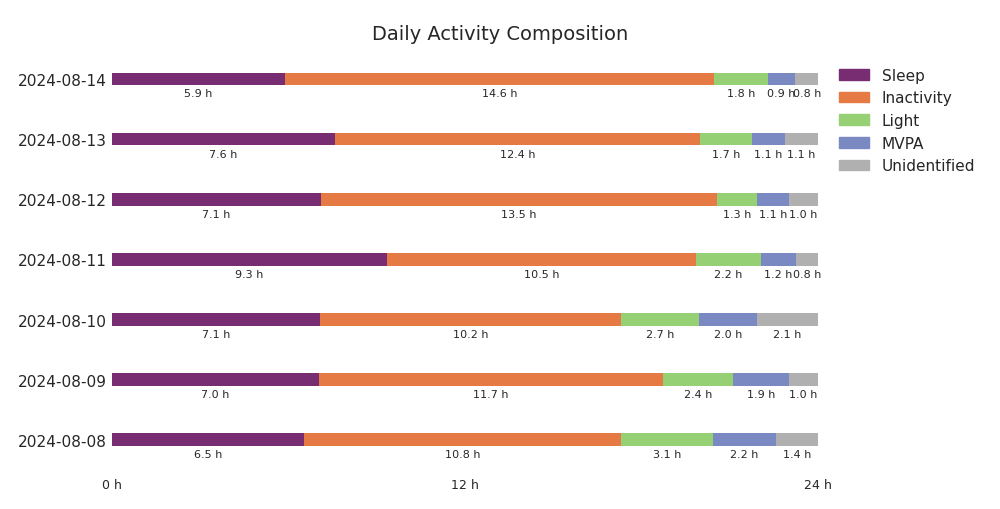 Daily Activity Composition
2024-08-14
5.9 h 14.6 h 1.8 h 0.9 h 0.8 h
2024-08-13
7.6 h 12.4 h 1.7 h 1.1 h 1.1 h
2024-08-12
7.1 h 13.5 h 1.3 h 1.1 h 1.0 h
2024-08-11
9.3 h 10.5 h 2.2 h 1.2 h 0.8 h
2024-08-10
7.1 h 10.2 h 2.7 h 2.0 h 2.1 h
2024-08-09
7.0 h 11.7 h 2.4 h 1.9 h 1.0 h
2024-08-08
6.5 h 10.8 h 3.1 h 2.2 h 1.4 h
0 h 12 h 24 h
Sleep
Inactivity
Light
MVPA
Unidentified